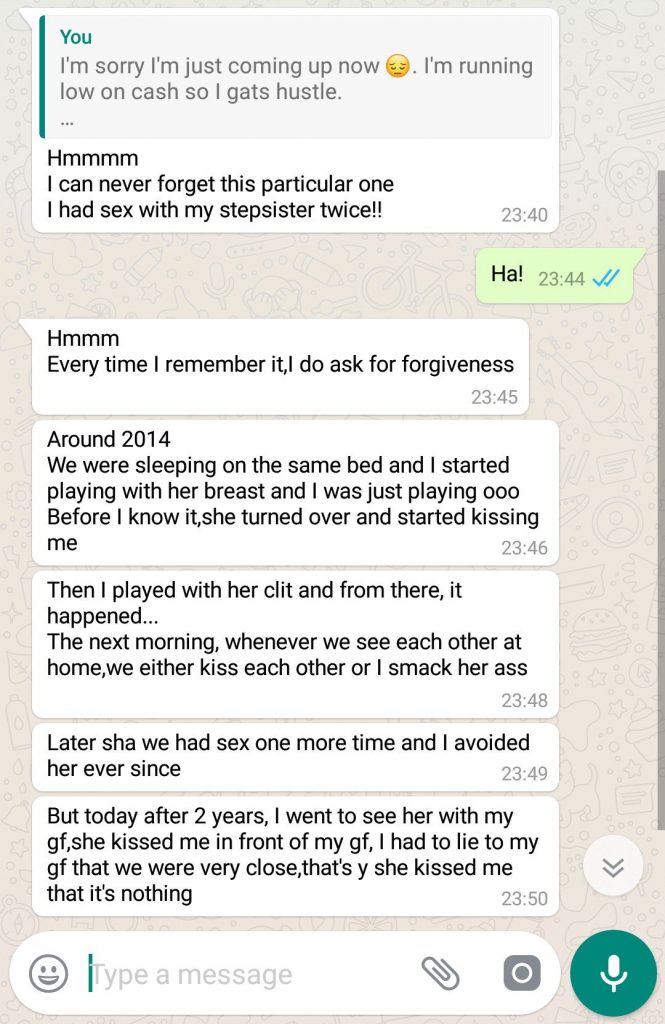 You
I'm sorry I'm just coming up now 😔. I'm running
low on cash so I gats hustle.
...
Hmmmm
I can never forget this particular one
I had sex with my stepsister twice!!
23:40
Ha! 23:44
Hmmm
Every time I remember it,I do ask for forgiveness
23:45
Around 2014
We were sleeping on the same bed and I started
playing with her breast and I was just playing ooo
Before I know it,she turned over and started kissing
me
23:46
Then I played with her clit and from there, it
happened...
The next morning, whenever we see each other at
home,we either kiss each other or I smack her ass
23:48
Later sha we had sex one more time and I avoided
her ever since
23:49
But today after 2 years, I went to see her with my
gf,she kissed me in front of my gf, I had to lie to my
gf that we were very close,that's y she kissed me
that it's nothing
23:50
Type a message